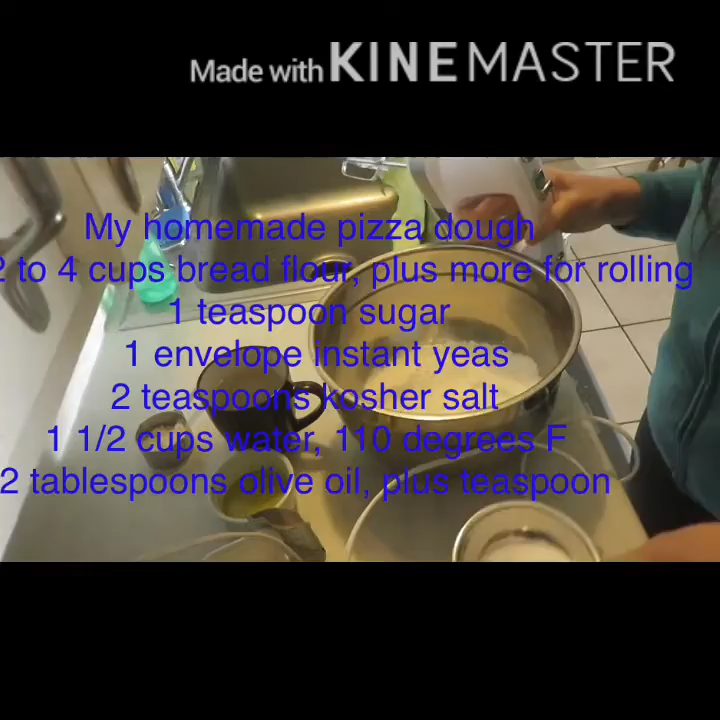 Made with KINEMASTER
My homemade pizza dough
2 to 4 cups bread flour, plus more for rolling
1 teaspoon sugar
1 envelope instant yeas
2 teaspoons kosher salt
1 1/2 cups water, 110 degrees F
2 tablespoons olive oil, plus teaspoon